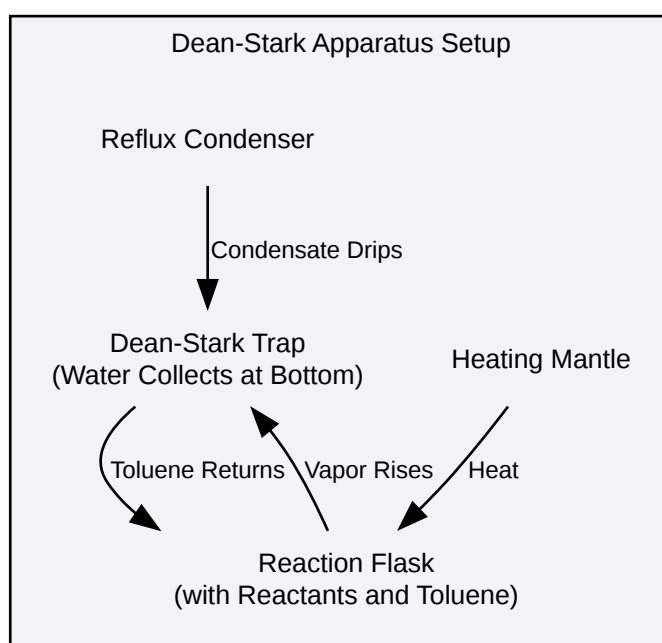 Dean-Stark Apparatus Setup
Reflux Condenser
Condensate Drips
Dean-Stark Trap
(Water Collects at Bottom)
Heating Mantle
Toluene Returns
Vapor Rises
Heat
Reaction Flask
(with Reactants and Toluene)